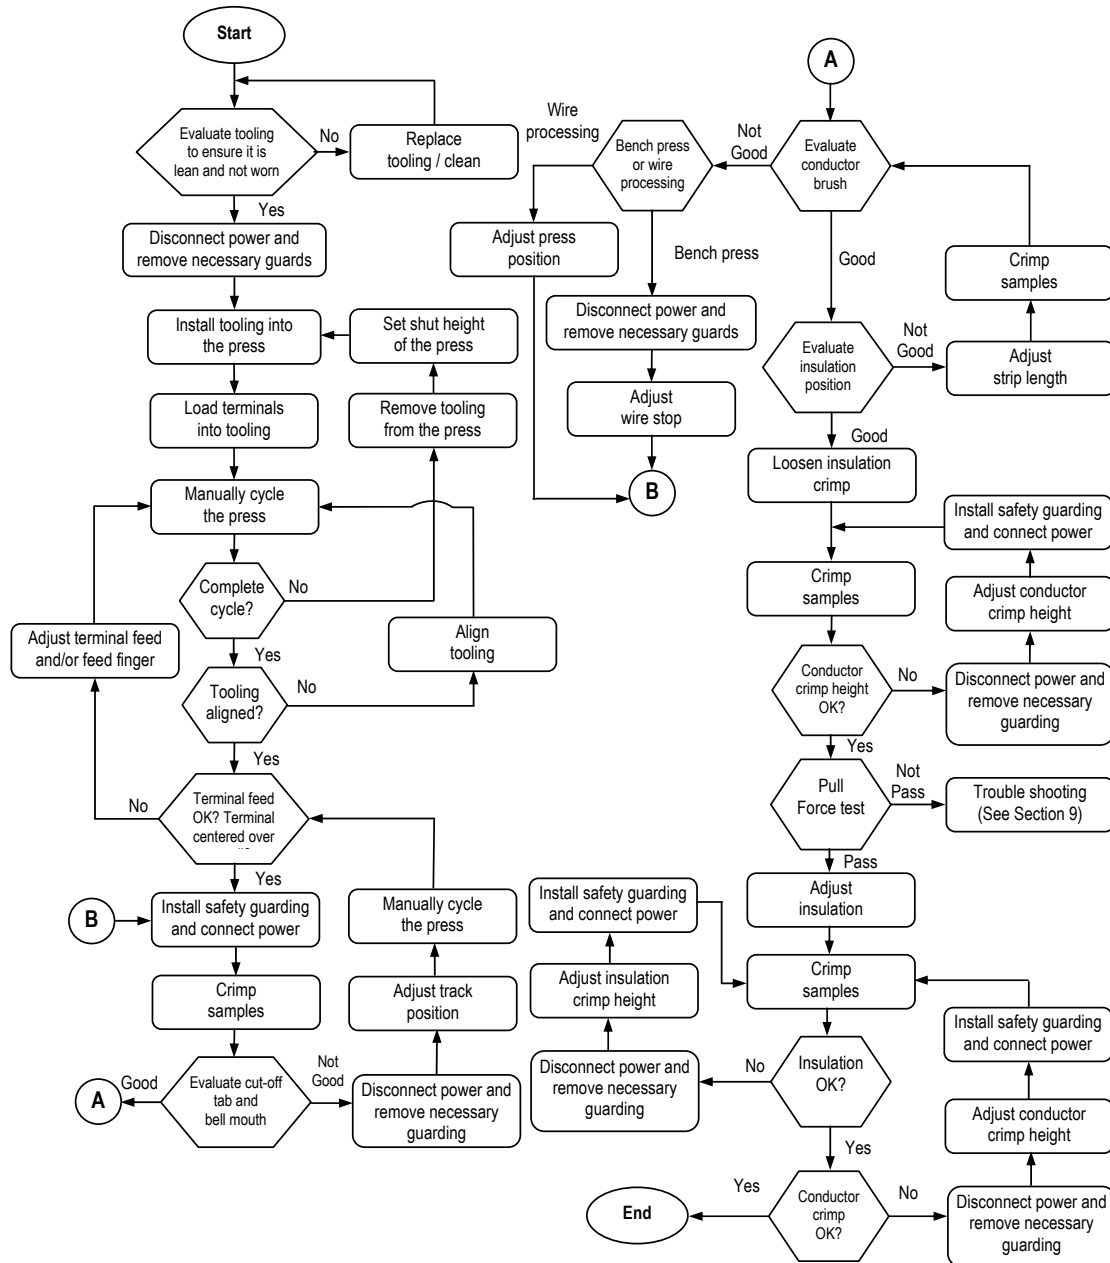 Start
Evaluate tooling
to ensure it is
lean and not worn
No
Replace
tooling / clean
Yes
Disconnect power and
remove necessary guards
Install tooling into
the press
Set shut height
of the press
Load terminals
into tooling
Remove tooling
from the press
Manually cycle
the press
Complete
cycle?
No
Adjust terminal feed
and/or feed finger
Align
tooling
Yes
Tooling
aligned?
No
Yes
Terminal feed
OK? Terminal
centered over
No
Yes
B
Install safety guarding
and connect power
Manually cycle
the press
Crimp
samples
Adjust track
position
A
Good
Evaluate cut-off
tab and
bell mouth
Not
Good
Disconnect power and
remove necessary
guarding
A
Wire
processing
Bench press
or wire
processing
Not
Good
Evaluate
conductor
brush
Adjust press
position
Bench press
Good
Crimp
samples
Disconnect power and
remove necessary guards
Evaluate
insulation
position
Not
Good
Adjust
strip length
Adjust
wire stop
Good
B
Loosen insulation
crimp
Install safety guarding
and connect power
Crimp
samples
Adjust conductor
crimp height
Conductor
crimp height
OK?
No
Disconnect power and
remove necessary
guarding
Yes
Pull
Force test
Not
Pass
Trouble shooting
(See Section 9)
Pass
Adjust
insulation
Install safety guarding
and connect power
Crimp
samples
Adjust insulation
crimp height
Install safety guarding
and connect power
Disconnect power and
remove necessary
guarding
No
Insulation
OK?
Adjust conductor
crimp height
Yes
End
Yes
Conductor
crimp
OK?
No
Disconnect power and
remove necessary
guarding